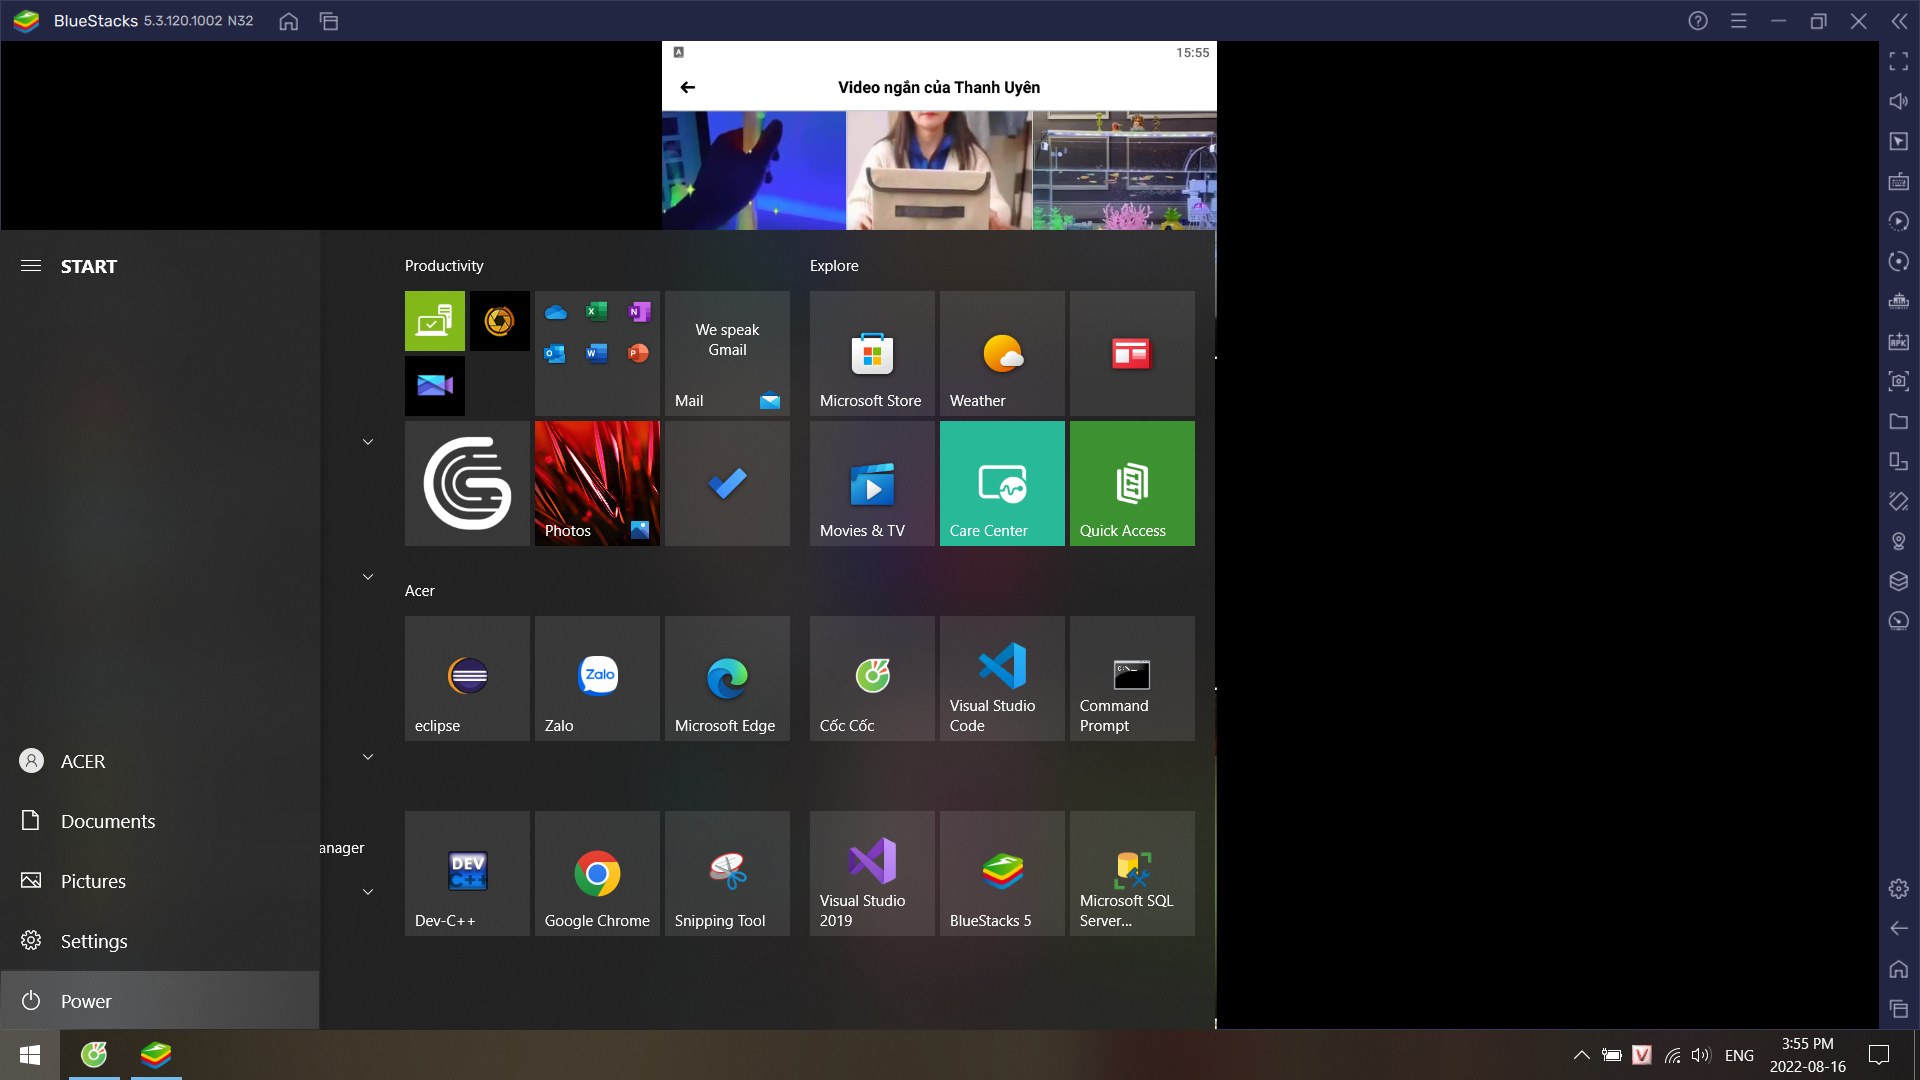 BlueStacks 5.3.120.1002 N32
15:55
Video ngắn của Thanh Uyên
START
Productivity
Explore
We speak
Gmail
Mail
Microsoft Store
Weather
Photos
Movies & TV
Care Center
Quick Access
Acer
eclipse
Zalo
Zalo
Microsoft Edge
Cốc Cốc
Visual Studio
Code
Command
Prompt
ACER
Documents
anager
Pictures
Settings
Power
DEV
C++
Dev-C++
Google Chrome
Snipping Tool
Visual Studio
2019
BlueStacks 5
Microsoft SQL
Server...
ENG
3:55 PM
2022-08-16